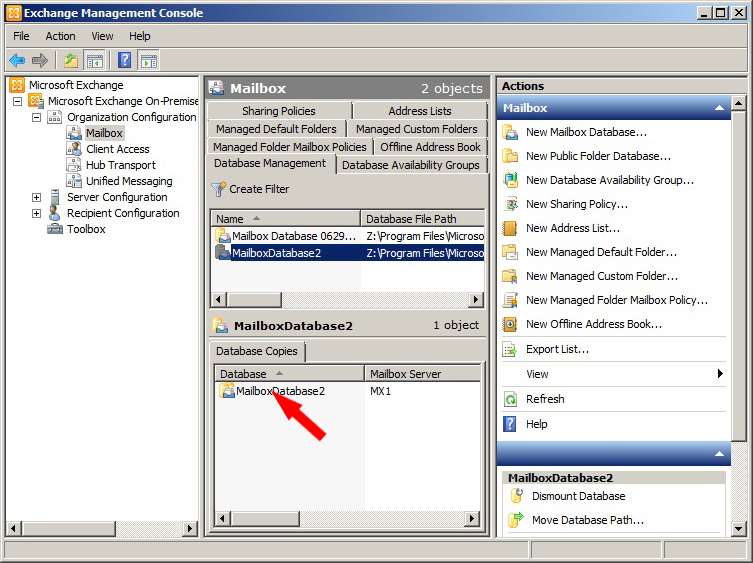 Exchange Management Console
File Action View Help
Microsoft Exchange
Microsoft Exchange On-Premise
Organization Configuration
Mailbox
Client Access
Hub Transport
Unified Messaging
Server Configuration
Recipient Configuration
Toolbox
Mailbox 2 objects
Sharing Policies Address Lists
Managed Default Folders Managed Custom Folders
Managed Folder Mailbox Policies Offline Address Book
Database Management Database Availability Groups
Create Filter
Name Database File Path
Mailbox Database 0629... Z:\Program Files\Microso
MailboxDatabase2 Z:\Program Files\Microso
MailboxDatabase2 1 object
Database Copies
Database Mailbox Server
MailboxDatabase2 MX1
Actions
Mailbox
New Mailbox Database...
New Public Folder Database...
New Database Availability Group...
New Sharing Policy...
New Address List...
New Managed Default Folder...
New Managed Custom Folder...
New Managed Folder Mailbox Policy...
New Offline Address Book...
Export List...
View
Refresh
Help
MailboxDatabase2
Dismount Database
Move Database Path...